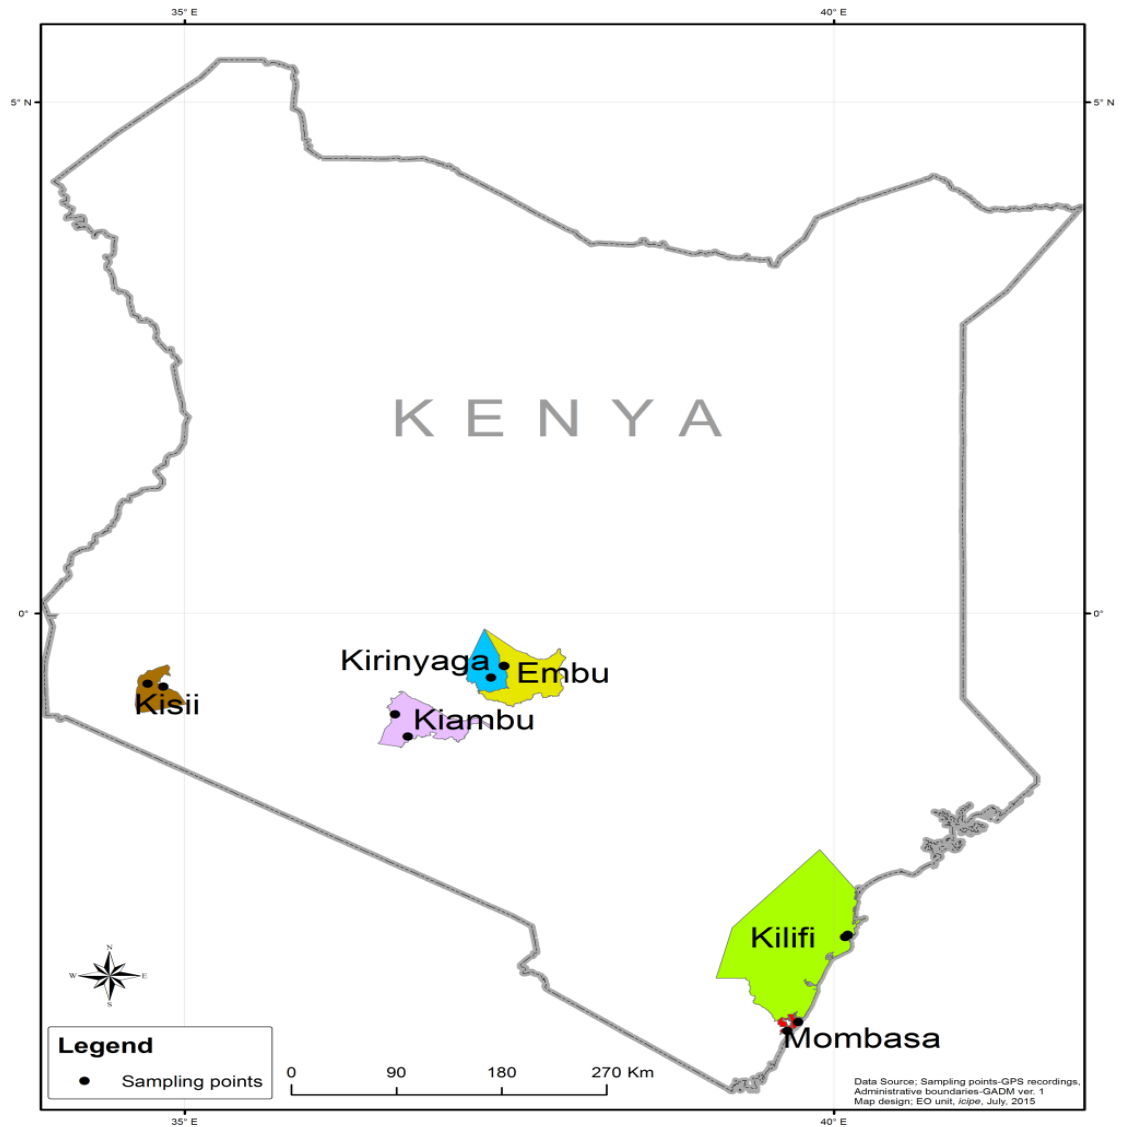 35° E
40° E
5° N
5° N
KENYA
0°
0°
Kirinyaga
Embu
Kisii
Kiambu
Kilifi
Mombasa
N
W
E
S
Legend
Sampling points
0
90
180
270 Km
Data Source; Sampling points-GPS recordings,
Administrative boundaries-GADM ver. 1
Map design; EO unit, icipe, July, 2015
35° E
40° E